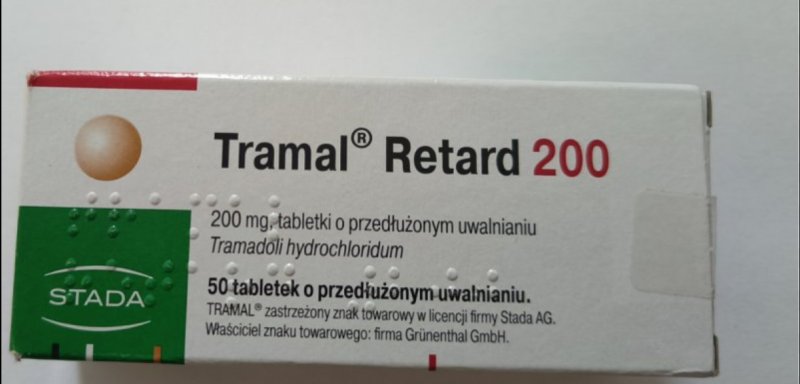 Tramal® Retard 200
200 mg, tabletki o przedłużonym uwalnianiu
Tramadoli hydrochloridum
STADA
50 tabletek o przedłużonym uwalnianiu.
TRAMAL® zastrzeżony znak towarowy w licencji firmy Stada AG.
Właściciel znaku towarowego: firma Grünenthal GmbH.